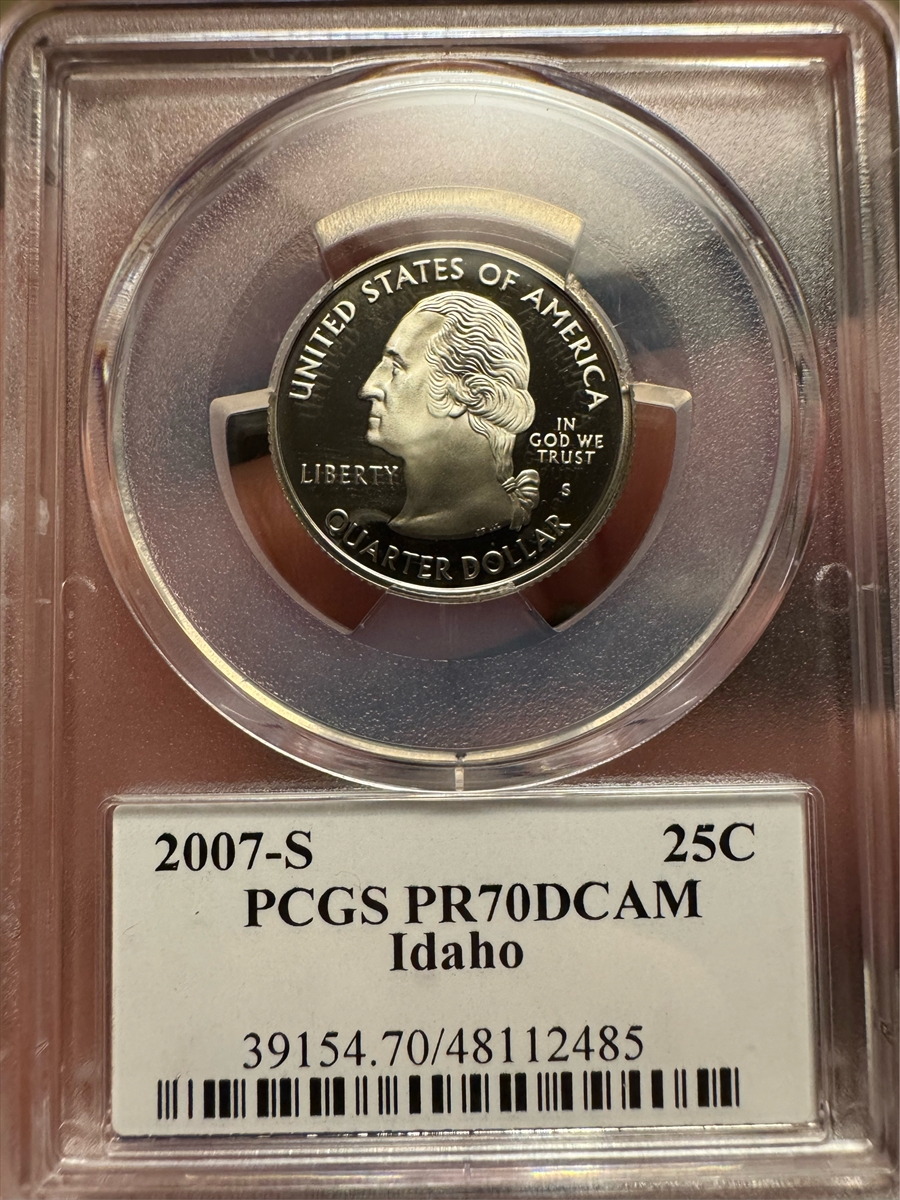 UNITED STATES OF AMERICA
LIBERTY
IN
GOD WE
TRUST
S
QUARTER DOLLAR
2007-S 25C
PCGS PR70DCAM
Idaho
39154.70/48112485